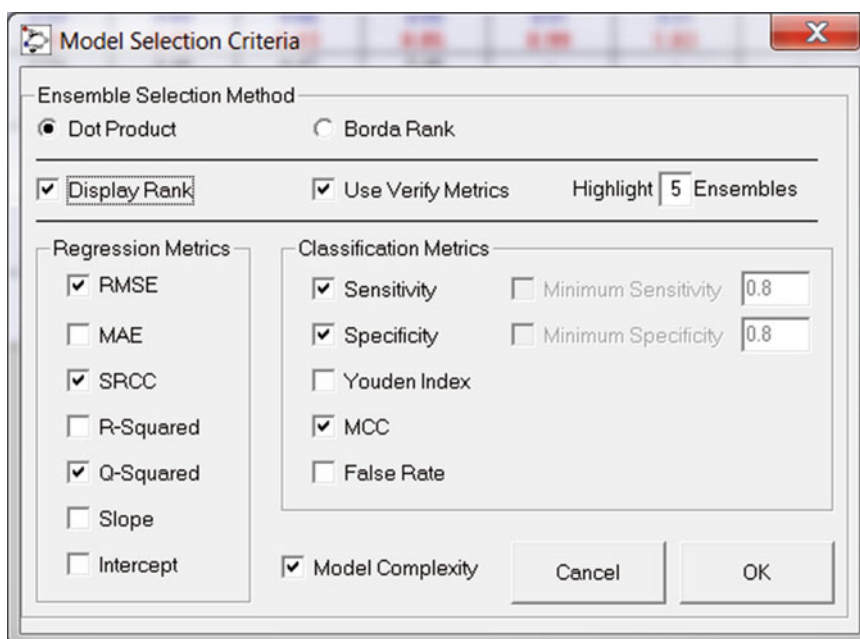 Model Selection Criteria
Ensemble Selection Method
Dot Product Borda Rank
Display Rank Use Verify Metrics Highlight 5 Ensembles
Regression Metrics
RMSE
MAE
SRCC
R-Squared
Q-Squared
Slope
Intercept
Classification Metrics
Sensitivity Minimum Sensitivity 0.8
Specificity Minimum Specificity 0.8
Youden Index
MCC
False Rate
Model Complexity Cancel OK